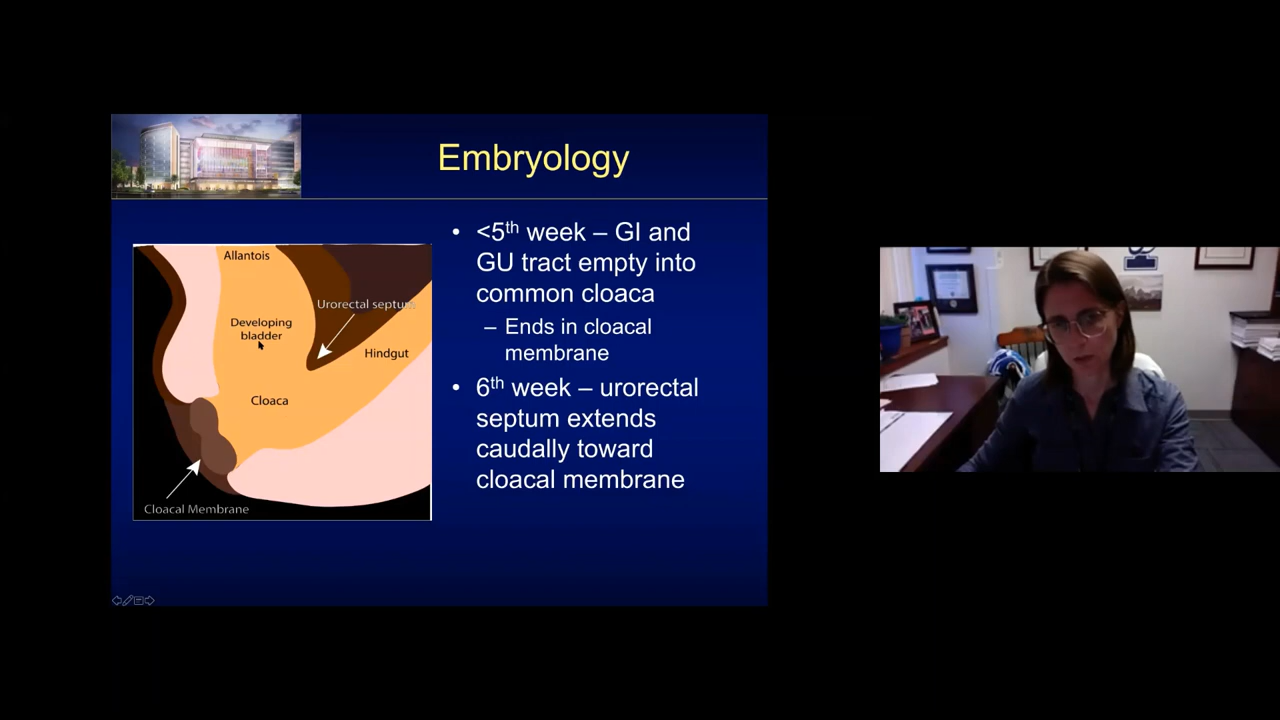 Embryology
Allantois
Urorectal septum
Developing
bladder
Hindgut
Cloaca
Cloacal Membrane
• <5th week – GI and
GU tract empty into
common cloaca
– Ends in cloacal
membrane
• 6th week – urorectal
septum extends
caudally toward
cloacal membrane